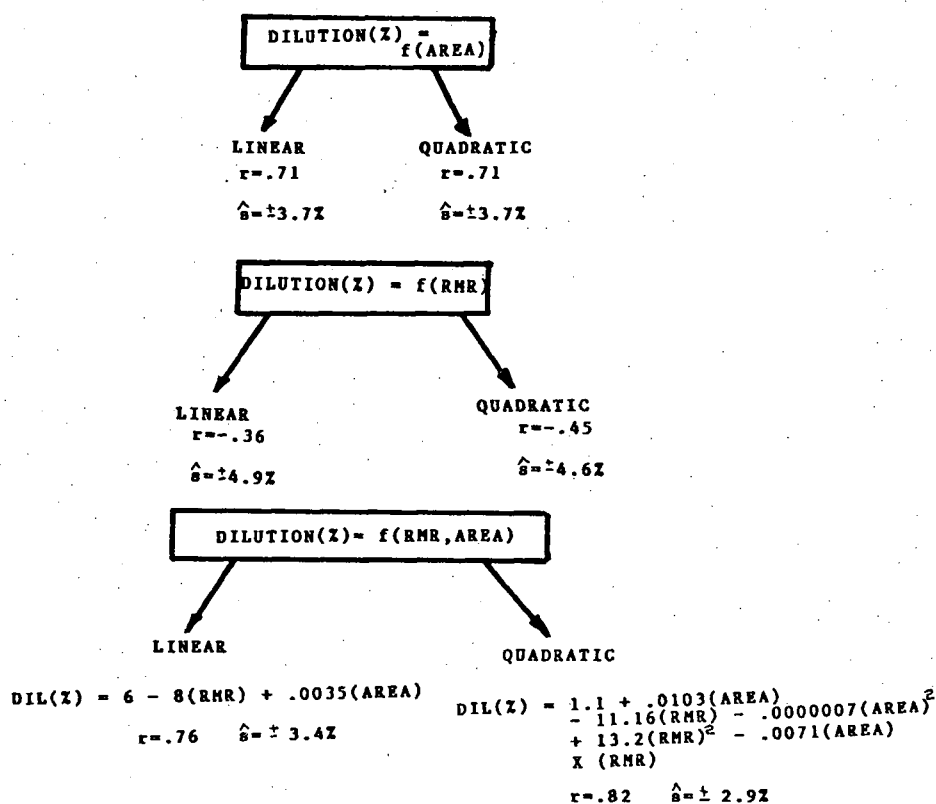 DILUTION(%) =
f(AREA)
LINEAR
r=.71
ŝ=±3.7%
QUADRATIC
r=.71
ŝ=±3.7%
DILUTION(%) = f(RMR)
LINEAR
r=-.36
ŝ=±4.9%
QUADRATIC
r=-.45
ŝ=±4.6%
DILUTION(%)= f(RMR,AREA)
LINEAR
DIL(%) = 6 - 8(RMR) + .0035(AREA)
r=.76 ŝ=± 3.4%
QUADRATIC
DIL(%) = 1.1 + .0103(AREA)
- 11.16(RMR) - .0000007(AREA)²
+ 13.2(RMR)² - .0071(AREA)
X (RMR)
r=.82 ŝ=± 2.9%